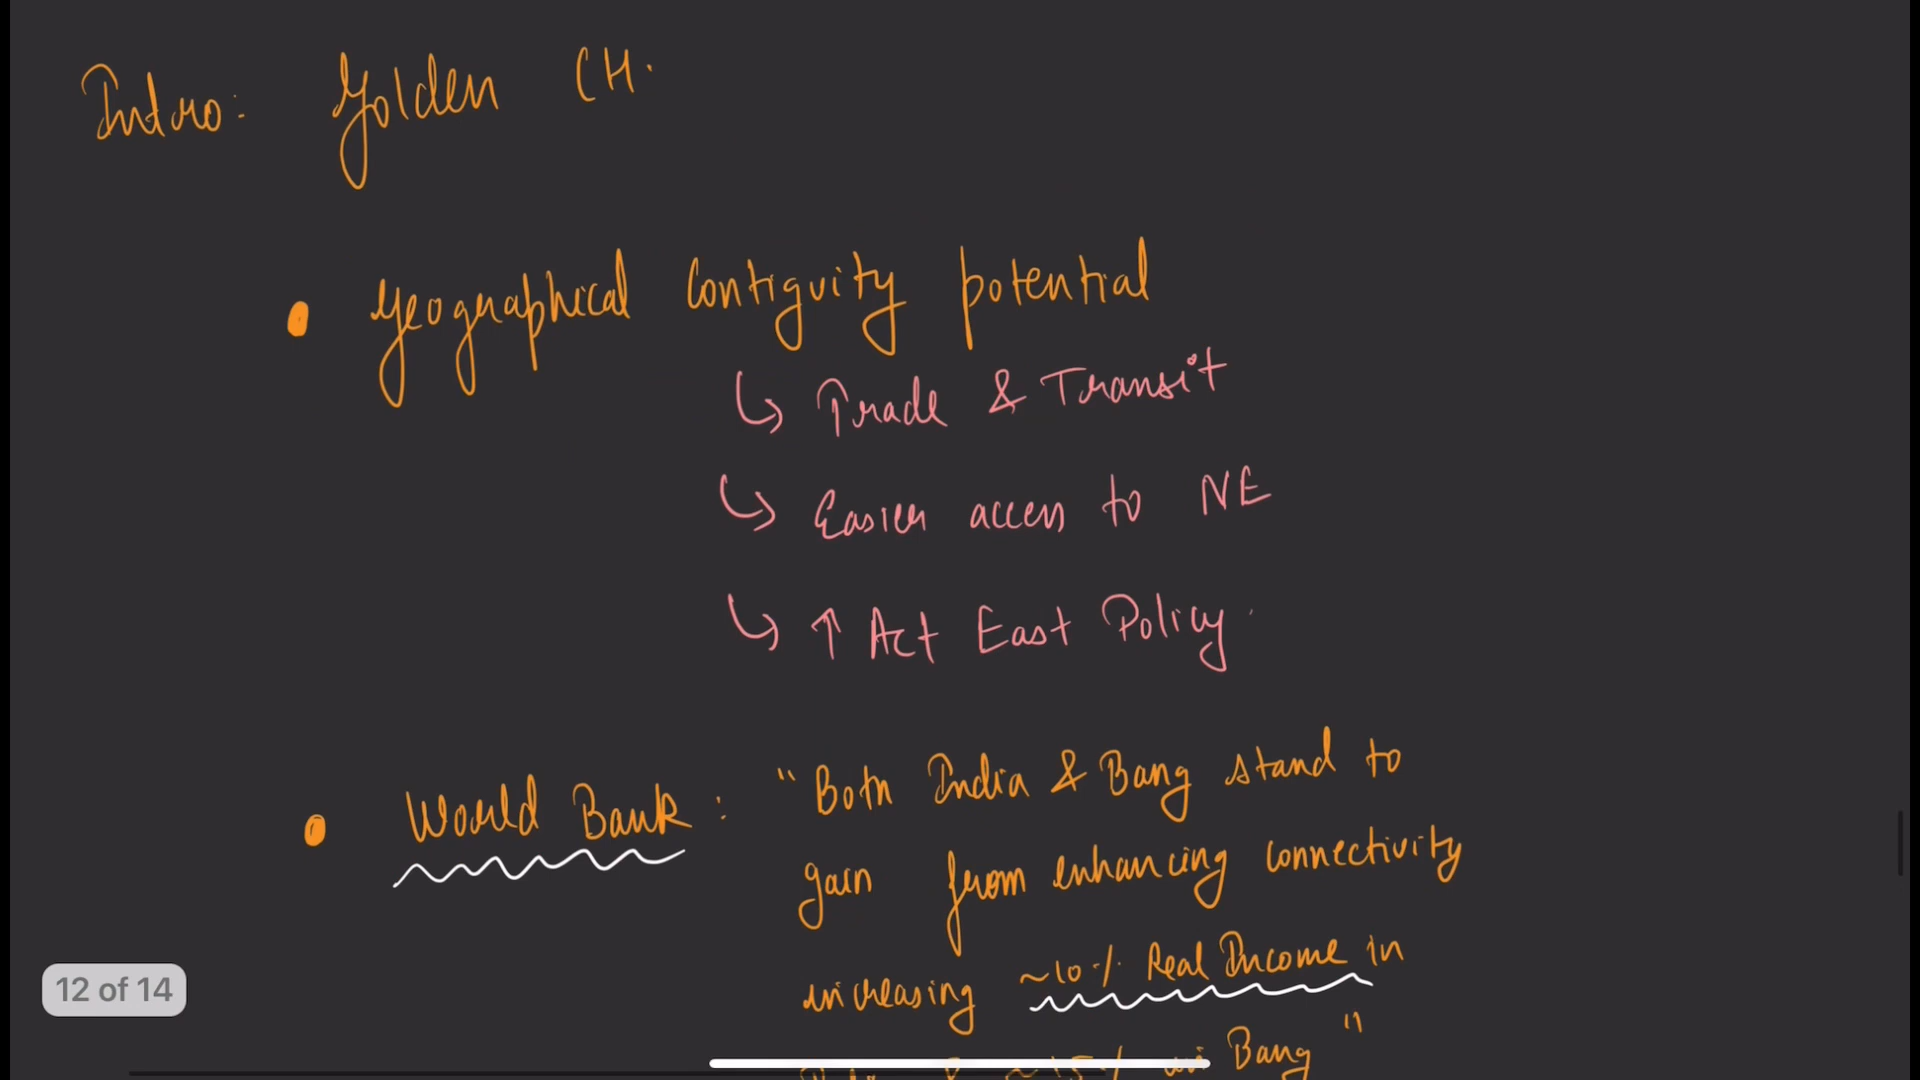 Intro: Golden CH.
• Geographical Contiguity potential
↳ Trade & Transit
↳ Easier access to NE
↳ ↑ Act East Policy.
• World Bank: "Both India & Bang stand to
gain from enhancing connectivity
increasing ~10% Real Income in
Bang"
12 of 14